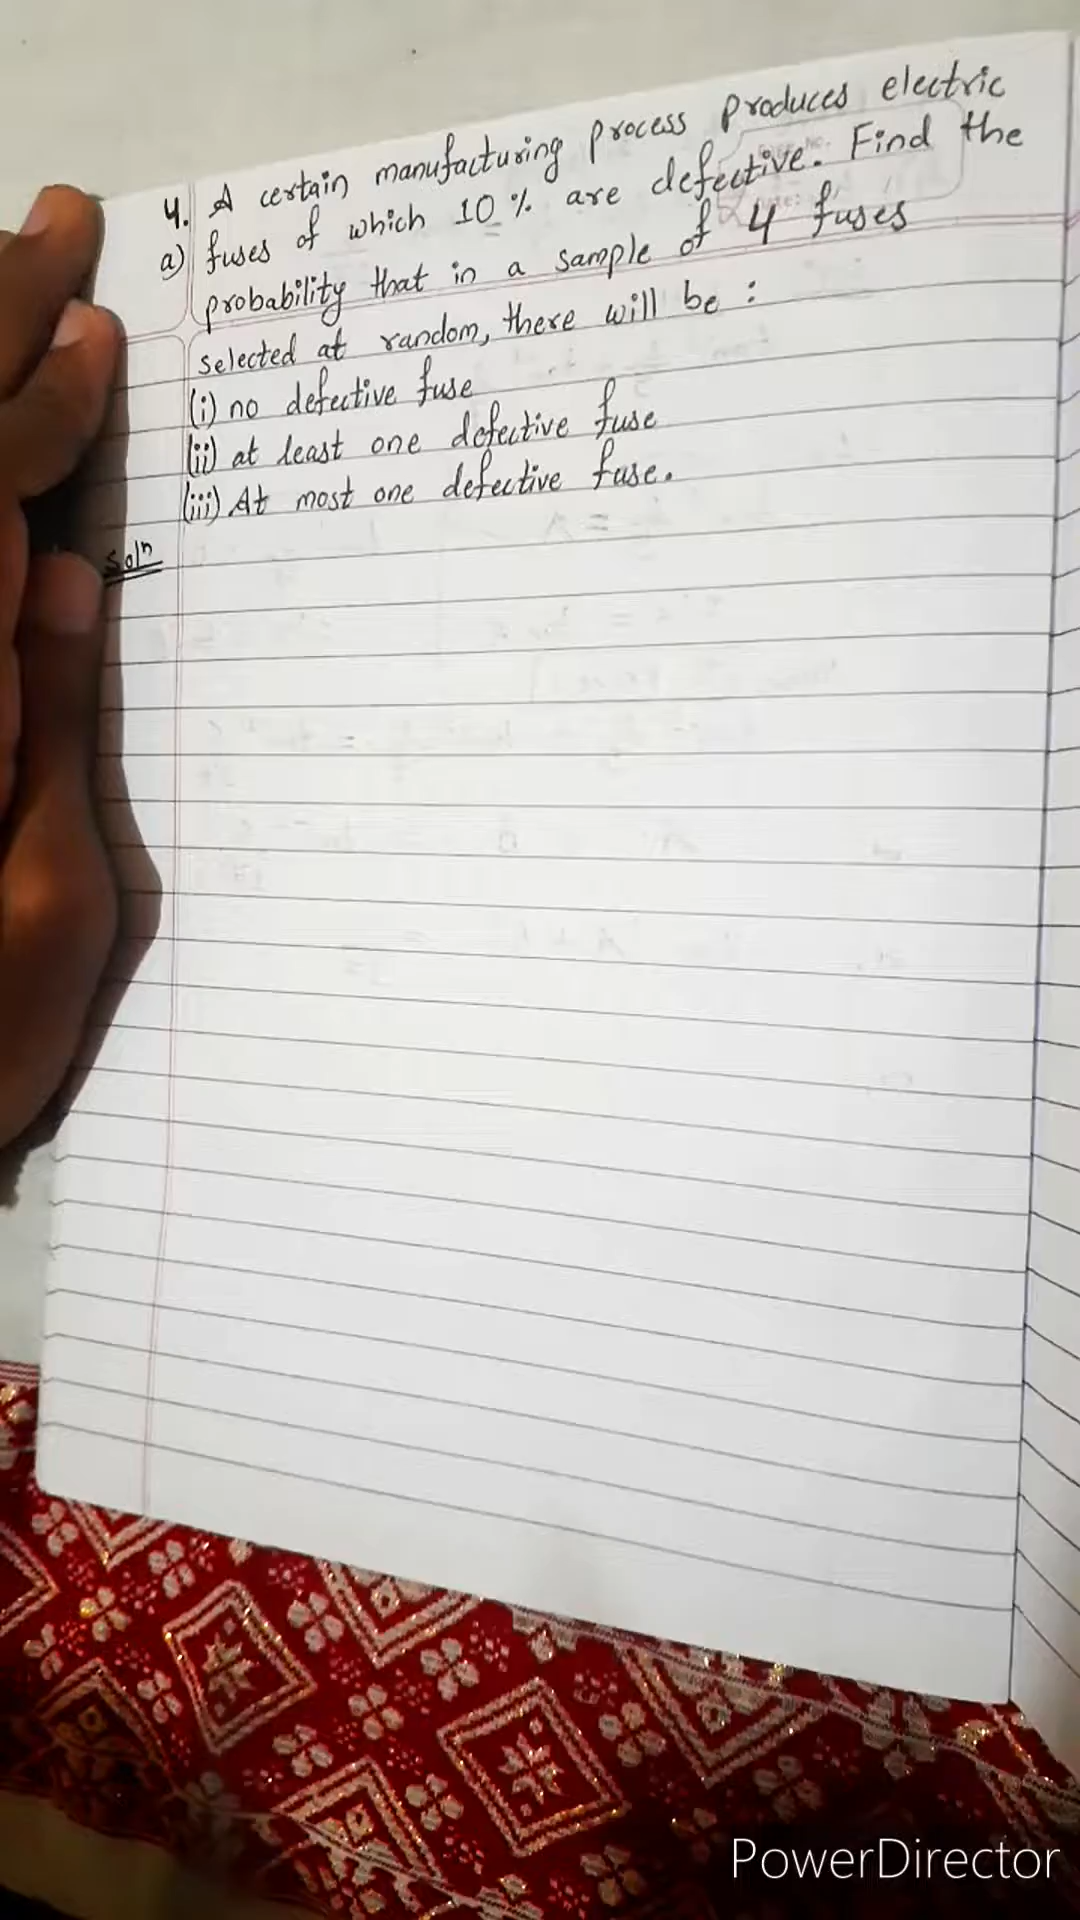 4. A certain manufacturing process produces electric
a) fuses of which 10 % are defective. Find the
probability that in a sample of 4 fuses
selected at random, there will be :
(i) no defective fuse
(ii) at least one defective fuse
(iii) At most one defective fuse.
Soln
PowerDirector